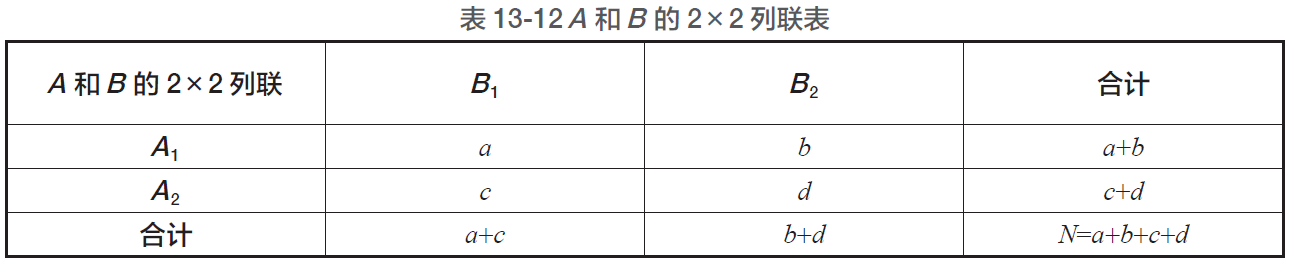 表 13-12 A 和 B 的 2×2 列联表
A 和 B 的 2×2 列联 B₁ B₂ 合计
A₁ a b a+b
A₂ c d c+d
合计 a+c b+d N=a+b+c+d